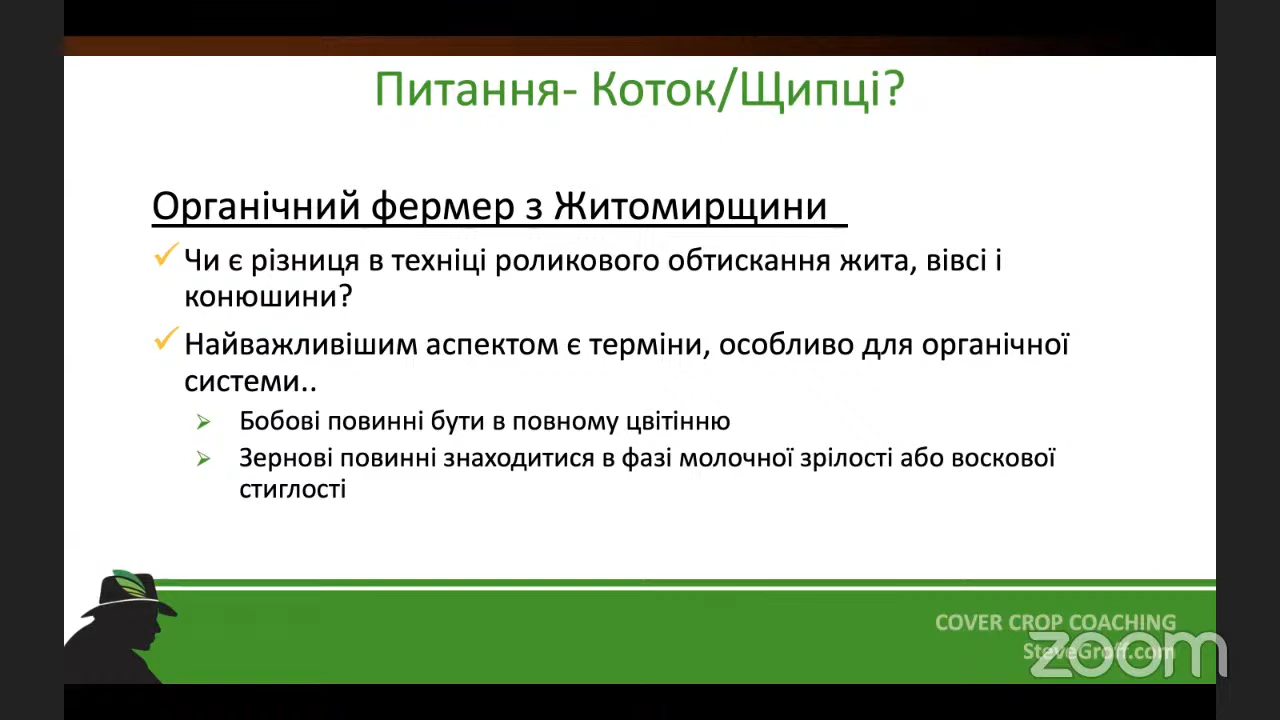 Питання- Коток/Щипці?
Органічний фермер з Житомирщини
Чи є різниця в техніці роликового обтискання жита, вівсі і
конюшини?
Найважливішим аспектом є терміни, особливо для органічної
системи..
Бобові повинні бути в повному цвітінню
Зернові повинні знаходитися в фазі молочної зрілості або воскової
стиглості
COVER CROP COACHING
SteveGroff.com
zoom